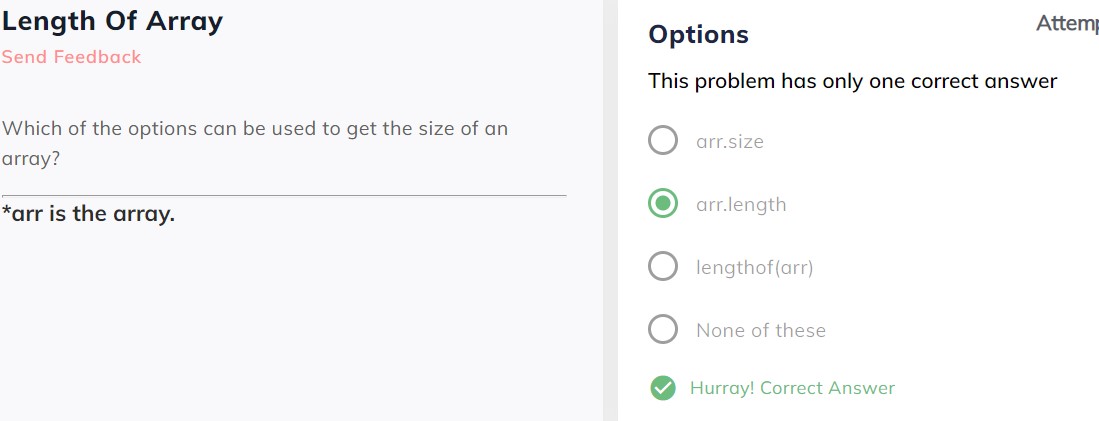 Length Of Array
Send Feedback
Which of the options can be used to get the size of an
array?
*arr is the array.
Options
This problem has only one correct answer
arr.size
arr.length
lengthof(arr)
None of these
Hurray! Correct Answer